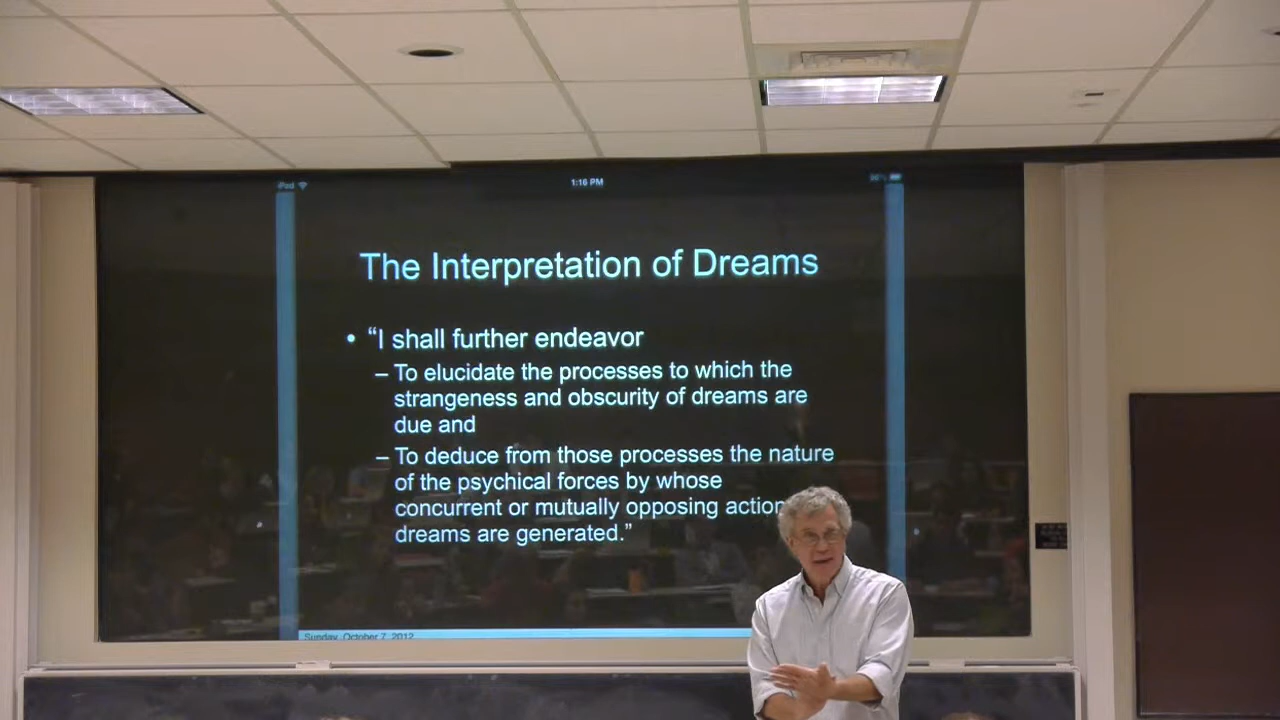 iPad 1:16 PM
The Interpretation of Dreams
• “I shall further endeavor
– To elucidate the processes to which the
strangeness and obscurity of dreams are
due and
– To deduce from those processes the nature
of the psychical forces by whose
concurrent or mutually opposing action
dreams are generated.”
Sunday, October 7, 2012